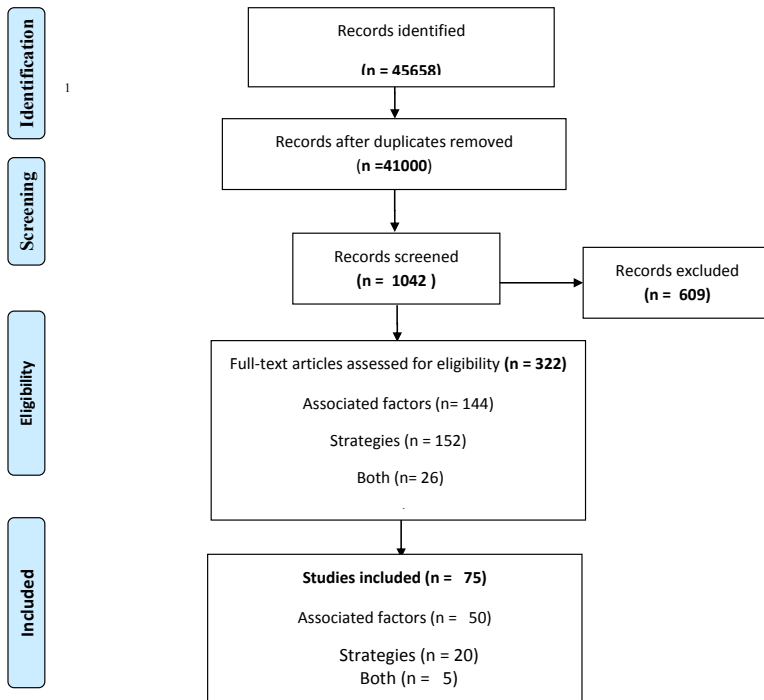 Identification
Records identified
(n = 45658)
1
Records after duplicates removed
(n =41000)
Screening
Records screened
(n = 1042 )
Records excluded
(n = 609)
Eligibility
Full-text articles assessed for eligibility (n = 322)
Associated factors (n= 144)
Strategies (n = 152)
Both (n= 26)
.
Included
Studies included (n = 75)
Associated factors (n = 50)
Strategies (n = 20)
Both (n = 5)